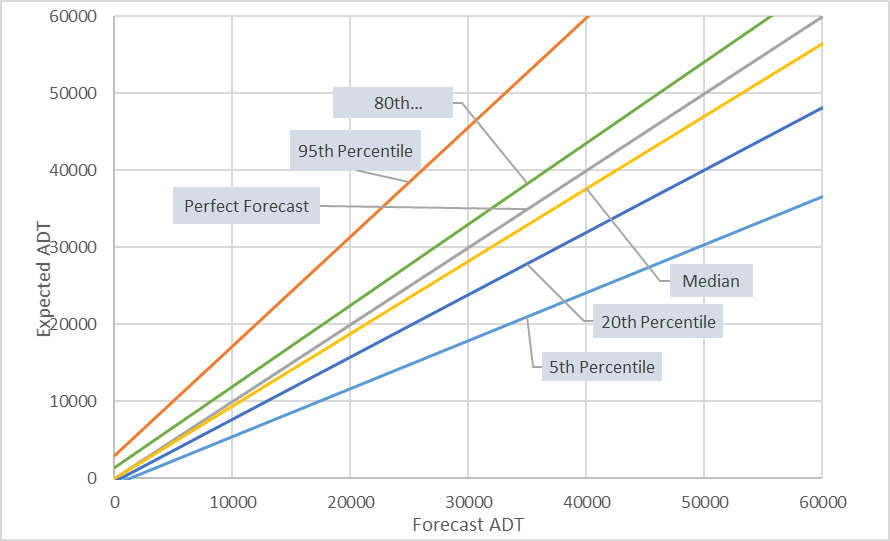 60000
50000
80th...
95th Percentile
40000
Perfect Forecast
30000
Expected ADT
Median
20000
20th Percentile
5th Percentile
10000
0
0 10000 20000 30000 40000 50000 60000
Forecast ADT